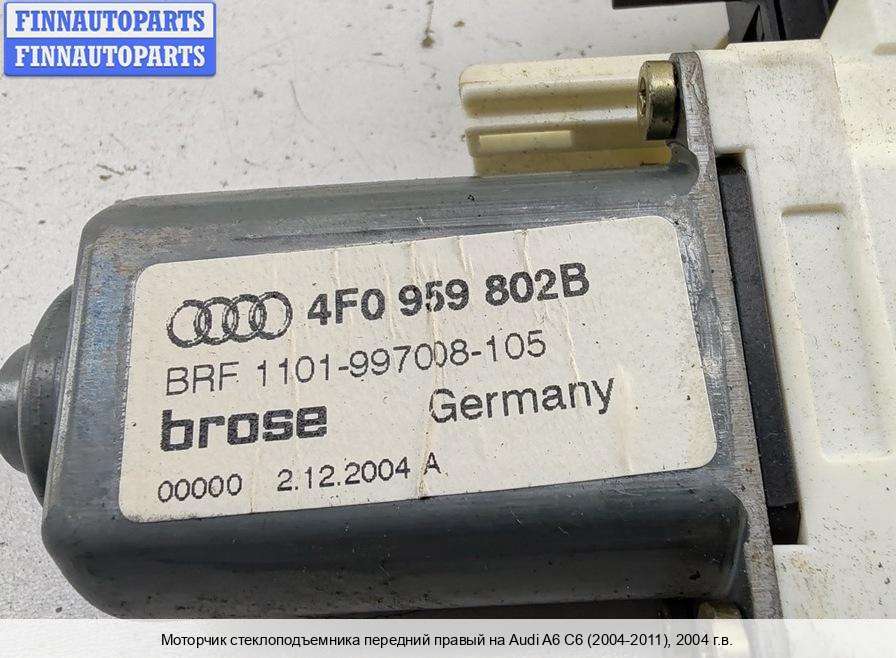 FINNAUTOPARTS
FINNAUTOPARTS
4F0 959 802B
BRF 1101-997008-105
brose Germany
00000 2.12.2004 A
Моторчик стеклоподъемника передний правый на Audi A6 C6 (2004-2011), 2004 г.в.